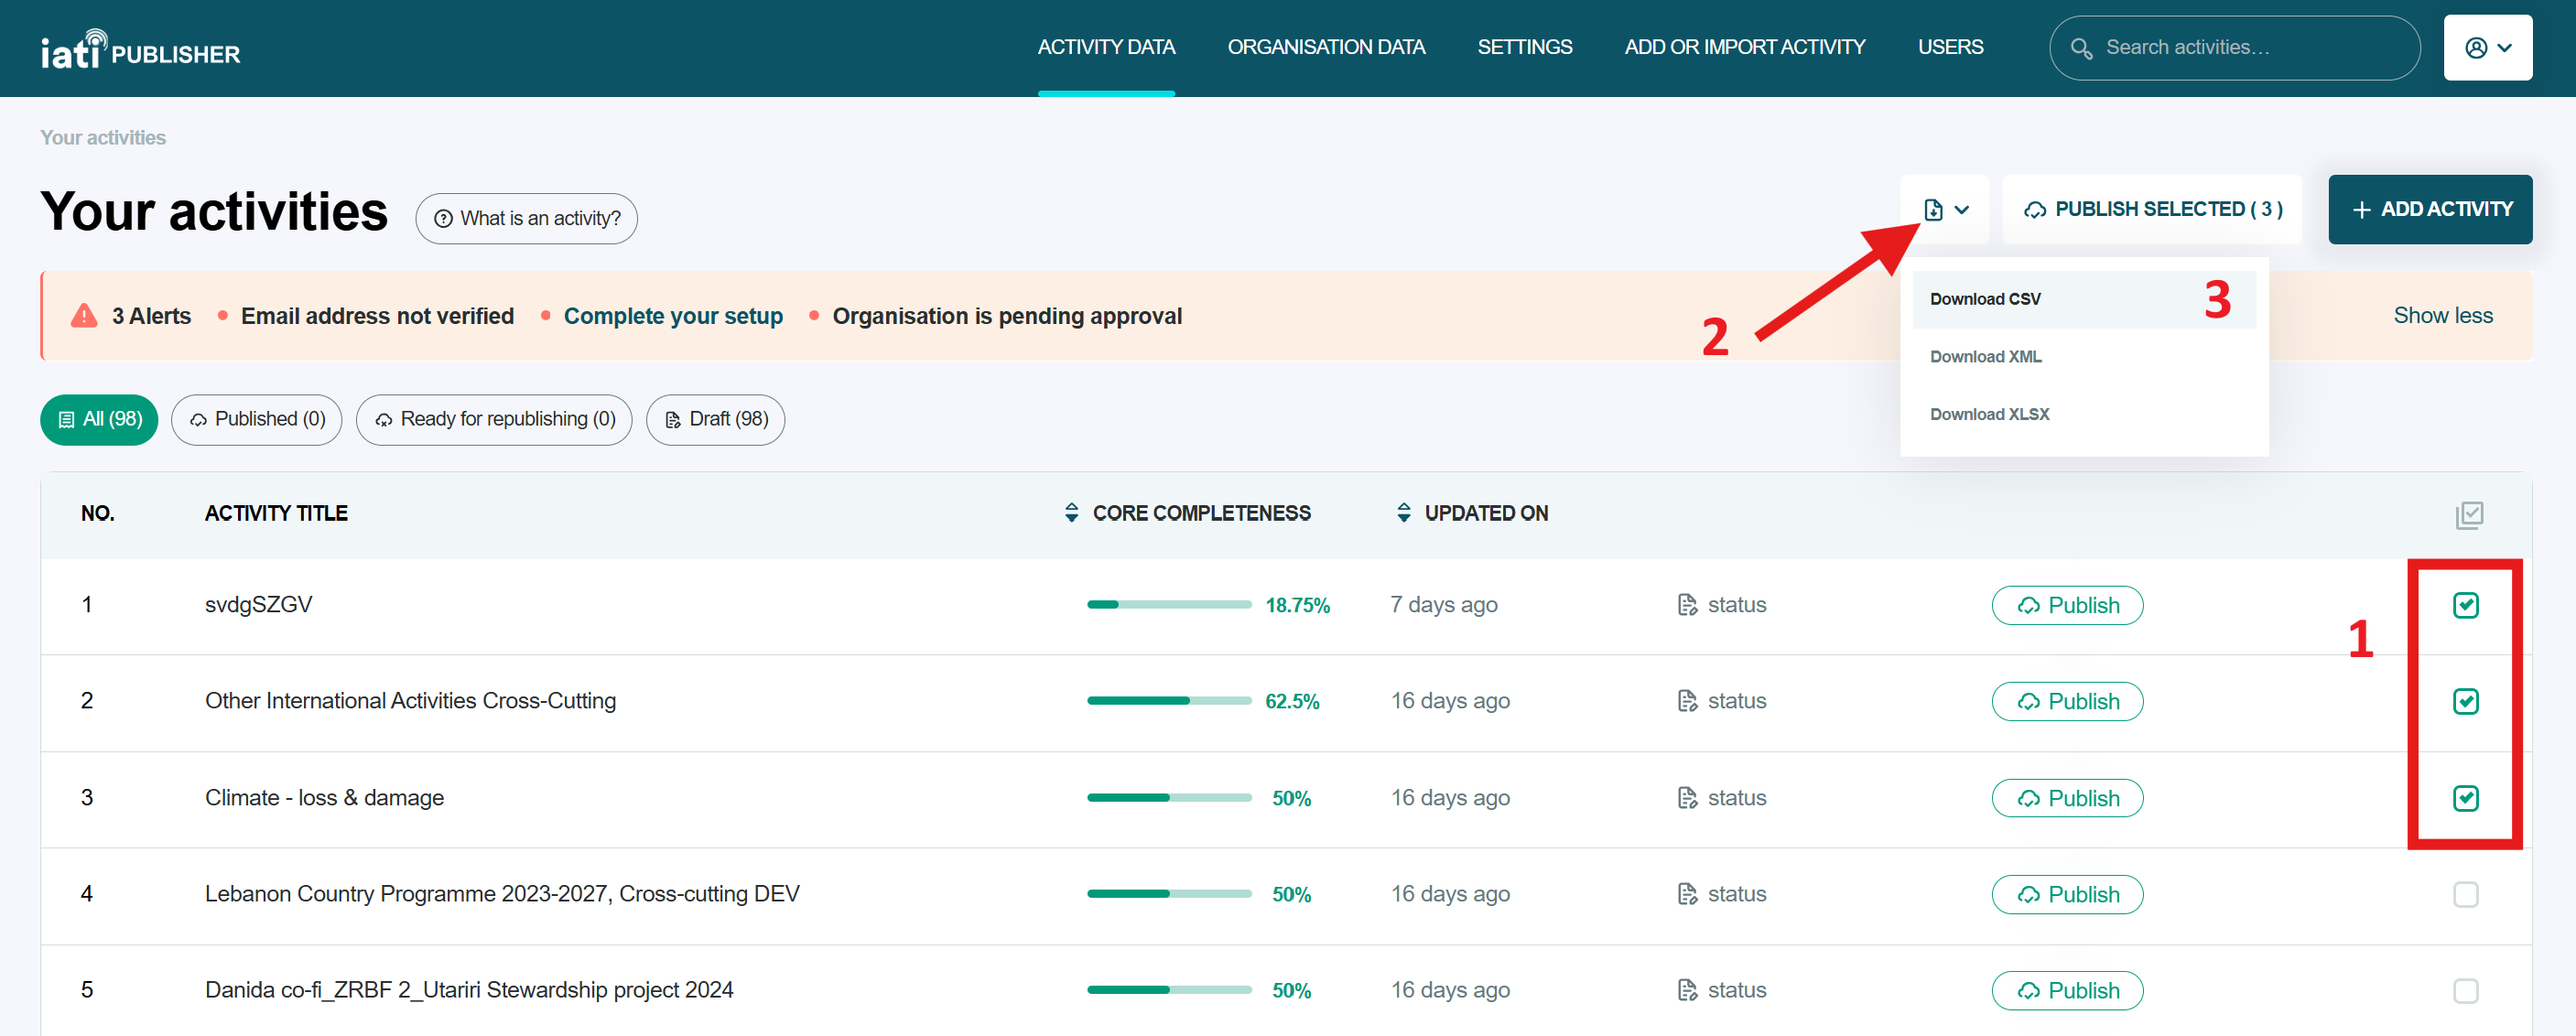 iati PUBLISHER
ACTIVITY DATA ORGANISATION DATA SETTINGS ADD OR IMPORT ACTIVITY USERS Search activities...
Your activities
Your activities What is an activity? PUBLISH SELECTED ( 3 ) + ADD ACTIVITY
3 Alerts • Email address not verified • Complete your setup • Organisation is pending approval Show less
2
Download CSV 3
Download XML
Download XLSX
All (98) Published (0) Ready for republishing (0) Draft (98)
NO. ACTIVITY TITLE CORE COMPLETENESS UPDATED ON
1 svdgSZGV 18.75% 7 days ago status Publish
1
2 Other International Activities Cross-Cutting 62.5% 16 days ago status Publish
3 Climate - loss & damage 50% 16 days ago status Publish
4 Lebanon Country Programme 2023-2027, Cross-cutting DEV 50% 16 days ago status Publish
5 Danida co-fi_ZRBF 2_Utariri Stewardship project 2024 50% 16 days ago status Publish